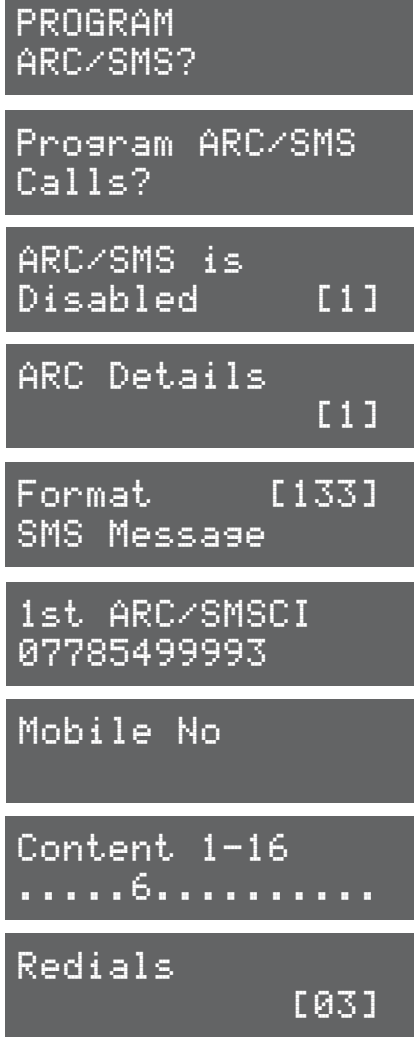 PROGRAM
ARC/SMS?
Program ARC/SMS
Calls?
ARC/SMS is
Disabled [1]
ARC Details
[1]
Format [133]
SMS Message
1st ARC/SMSCI
07785499993
Mobile No
Content 1-16
.....6..........
Redials
[03]